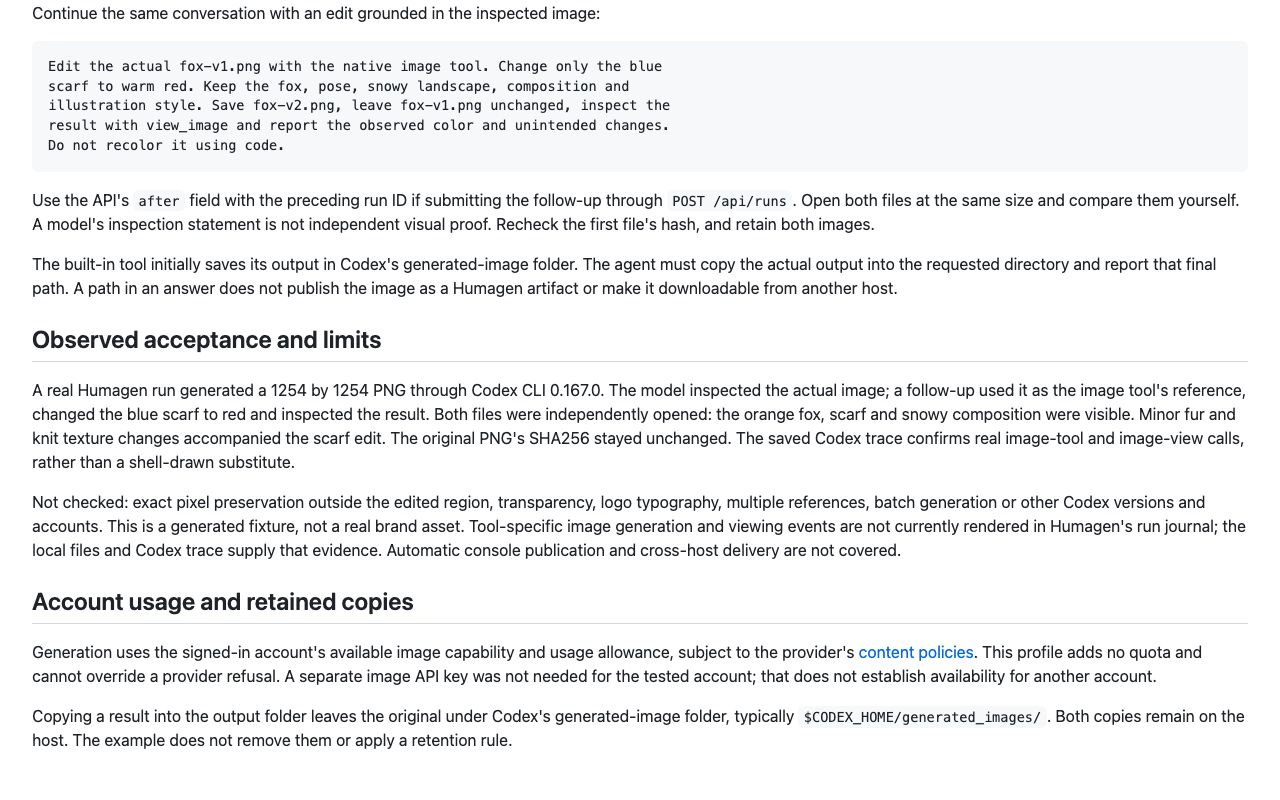 Continue the same conversation with an edit grounded in the inspected image:
Edit the actual fox-v1.png with the native image tool. Change only the blue
scarf to warm red. Keep the fox, pose, snowy landscape, composition and
illustration style. Save fox-v2.png, leave fox-v1.png unchanged, inspect the
result with view_image and report the observed color and unintended changes.
Do not recolor it using code.
Use the API's after field with the preceding run ID if submitting the follow-up through POST /api/runs . Open both files at the same size and compare them yourself.
A model's inspection statement is not independent visual proof. Recheck the first file's hash, and retain both images.
The built-in tool initially saves its output in Codex's generated-image folder. The agent must copy the actual output into the requested directory and report that final
path. A path in an answer does not publish the image as a Humagen artifact or make it downloadable from another host.
Observed acceptance and limits
A real Humagen run generated a 1254 by 1254 PNG through Codex CLI 0.167.0. The model inspected the actual image; a follow-up used it as the image tool's reference,
changed the blue scarf to red and inspected the result. Both files were independently opened: the orange fox, scarf and snowy composition were visible. Minor fur and
knit texture changes accompanied the scarf edit. The original PNG's SHA256 stayed unchanged. The saved Codex trace confirms real image-tool and image-view calls,
rather than a shell-drawn substitute.
Not checked: exact pixel preservation outside the edited region, transparency, logo typography, multiple references, batch generation or other Codex versions and
accounts. This is a generated fixture, not a real brand asset. Tool-specific image generation and viewing events are not currently rendered in Humagen's run journal; the
local files and Codex trace supply that evidence. Automatic console publication and cross-host delivery are not covered.
Account usage and retained copies
Generation uses the signed-in account's available image capability and usage allowance, subject to the provider's content policies. This profile adds no quota and
cannot override a provider refusal. A separate image API key was not needed for the tested account; that does not establish availability for another account.
Copying a result into the output folder leaves the original under Codex's generated-image folder, typically $CODEX_HOME/generated_images/ . Both copies remain on the
host. The example does not remove them or apply a retention rule.